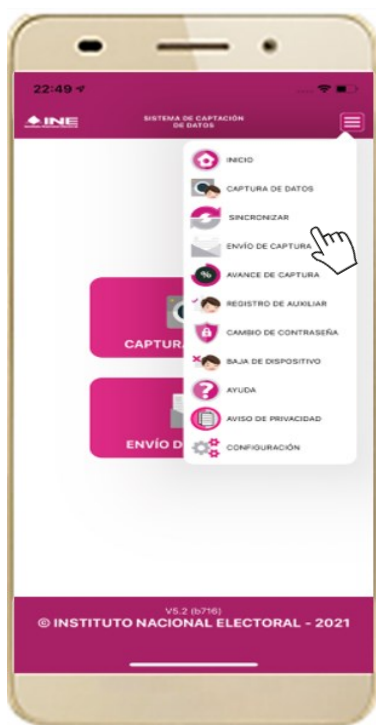 22:49
INE
SISTEMA DE CAPTACIÓN
DE DATOS
INICIO
CAPTURA DE DATOS
SINCRONIZAR
ENVÍO DE CAPTURA
%
AVANCE DE CAPTURA
REGISTRO DE AUXILIAR
CAMBIO DE CONTRASEÑA
BAJA DE DISPOSITIVO
?
AYUDA
AVISO DE PRIVACIDAD
CONFIGURACIÓN
CAPTUR
ENVÍO D
V5.2 (b716)
© INSTITUTO NACIONAL ELECTORAL - 2021